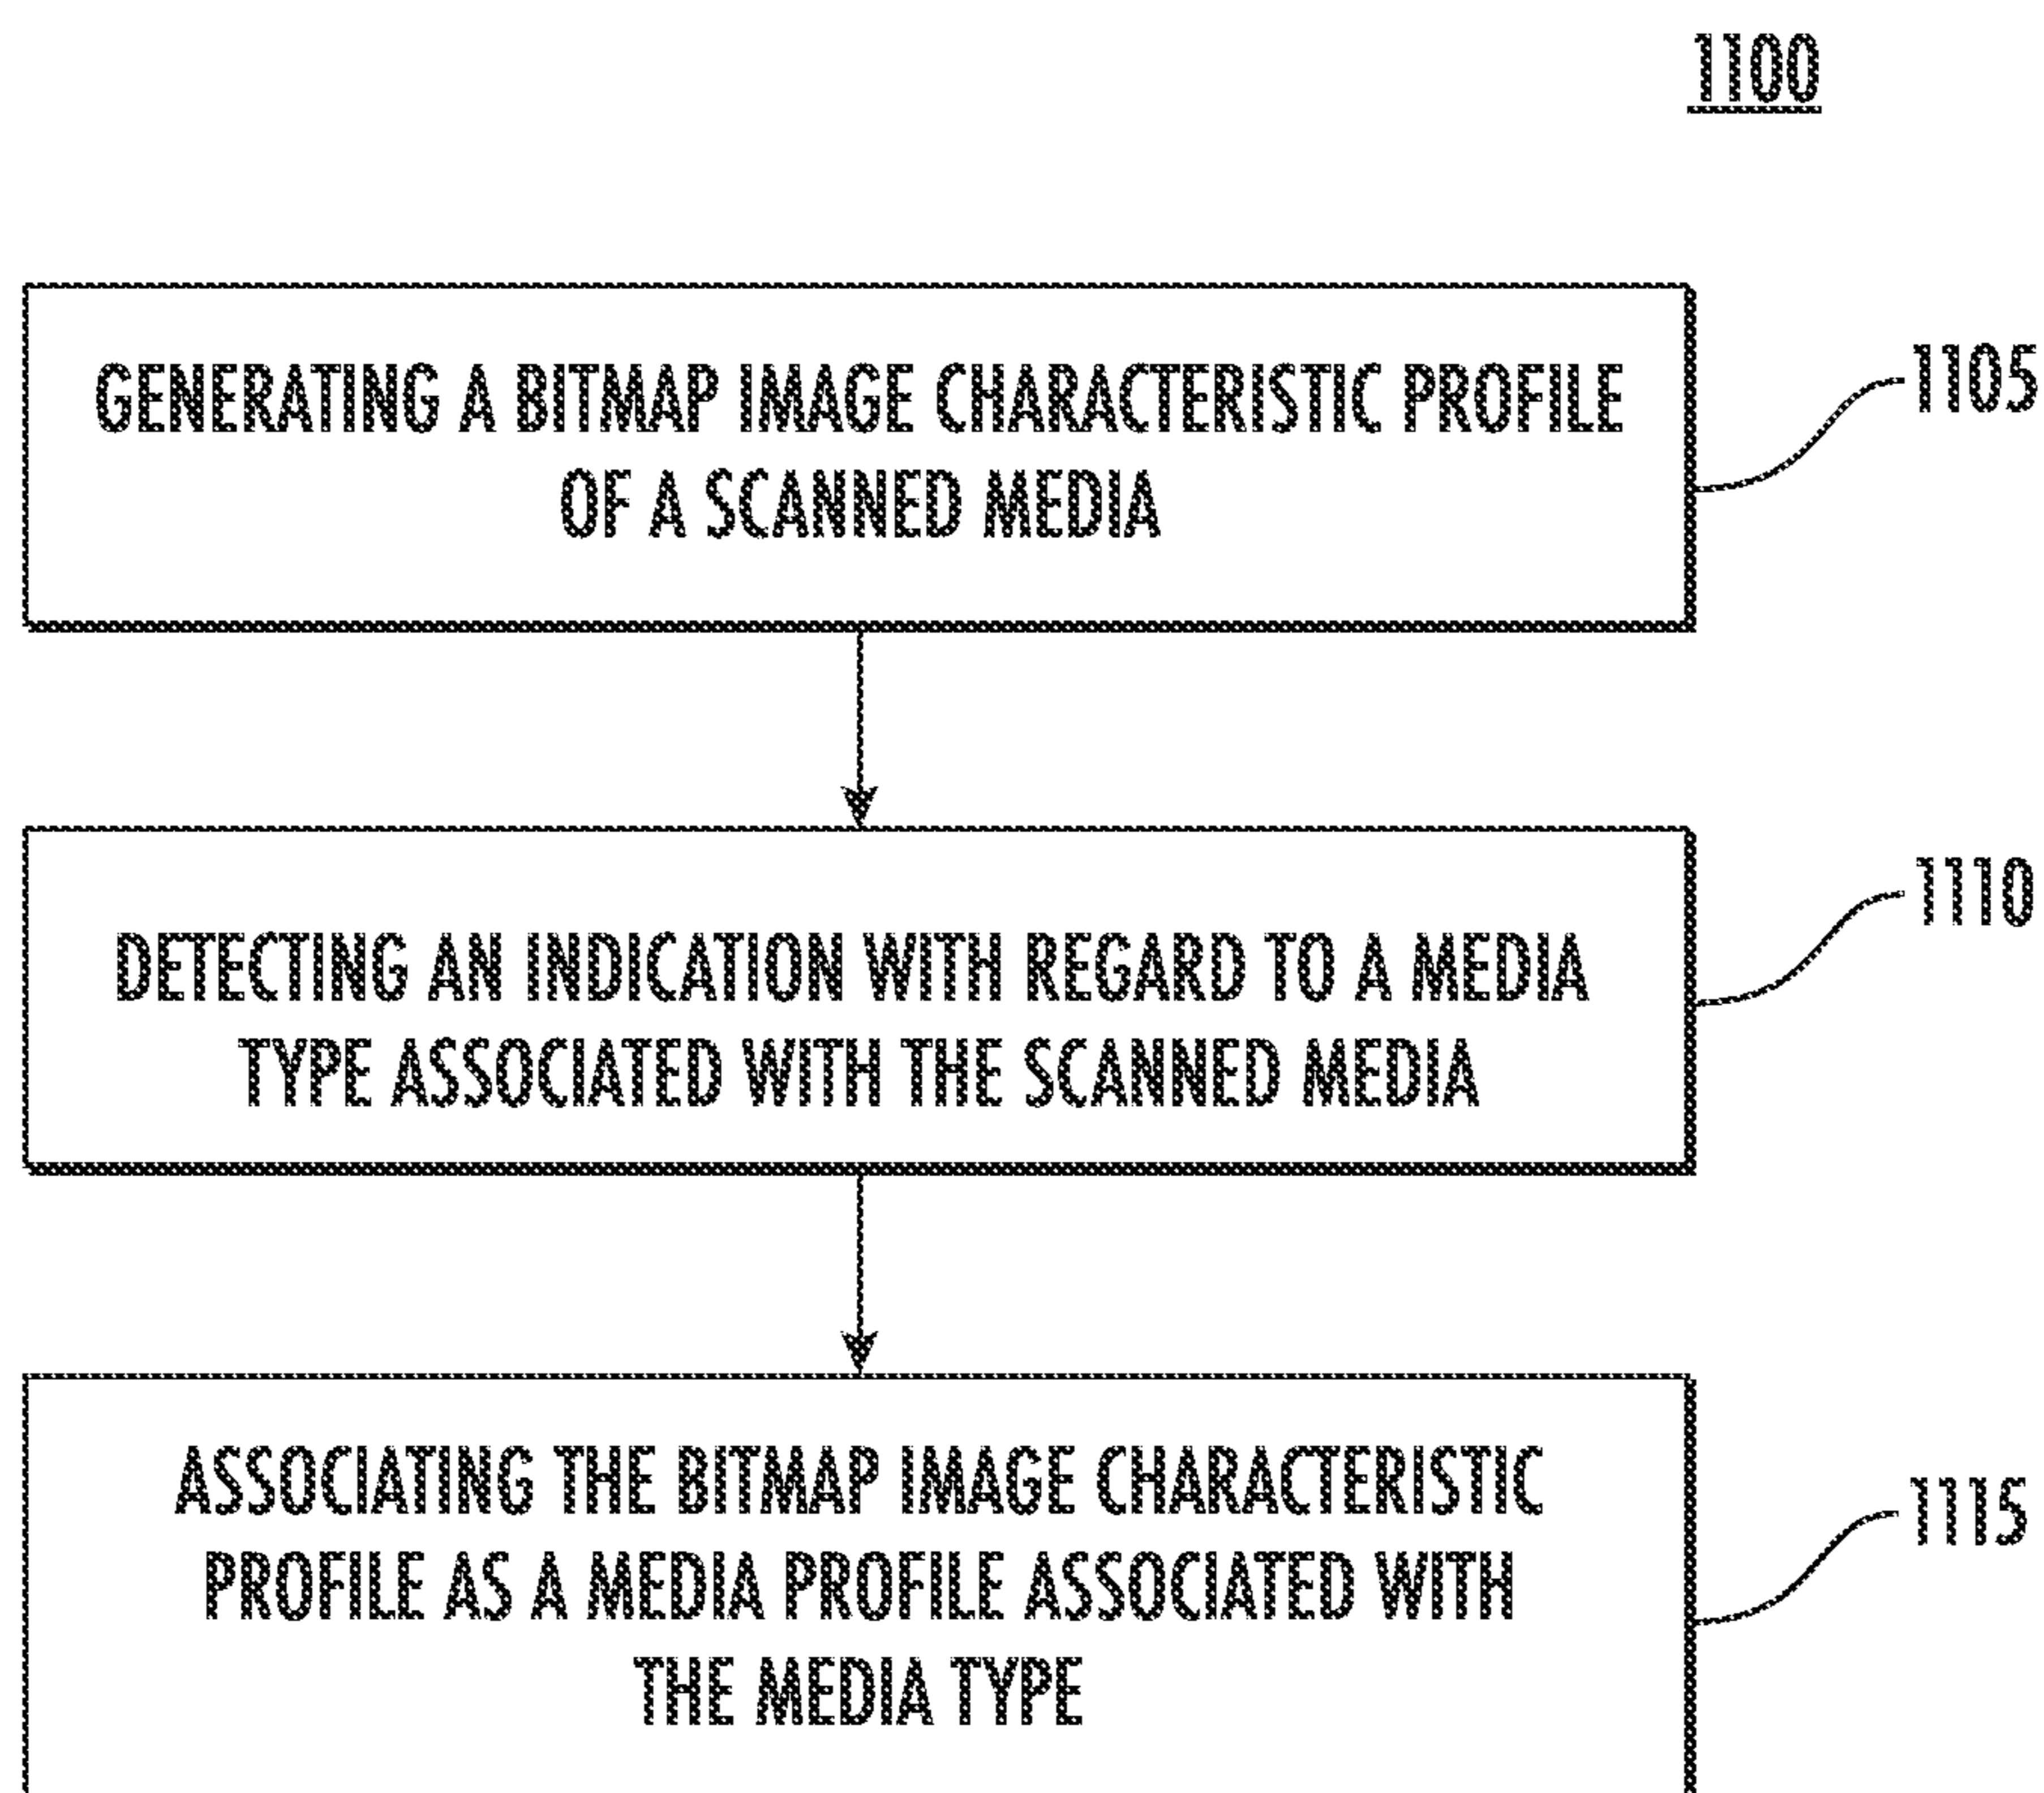 1100
GENERATING A BITMAP IMAGE CHARACTERISTIC PROFILE
OF A SCANNED MEDIA
1105
DETECTING AN INDICATION WITH REGARD TO A MEDIA
TYPE ASSOCIATED WITH THE SCANNED MEDIA
1110
ASSOCIATING THE BITMAP IMAGE CHARACTERISTIC
PROFILE AS A MEDIA PROFILE ASSOCIATED WITH
THE MEDIA TYPE
1115